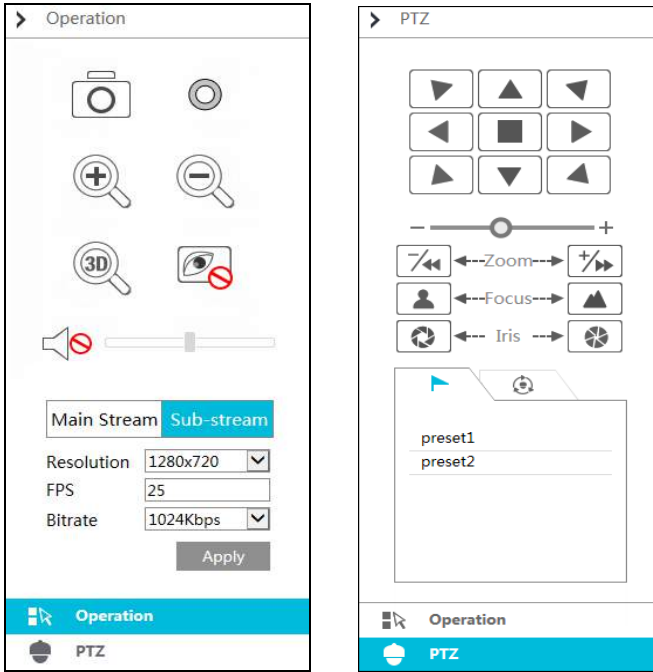 Operation
3D
Main Stream Sub-stream
Resolution 1280x720
FPS 25
Bitrate 1024Kbps
Apply
Operation
PTZ
PTZ
− +
−/◀◀ Zoom +/▶▶
Focus
Iris
preset1
preset2
Operation
PTZ